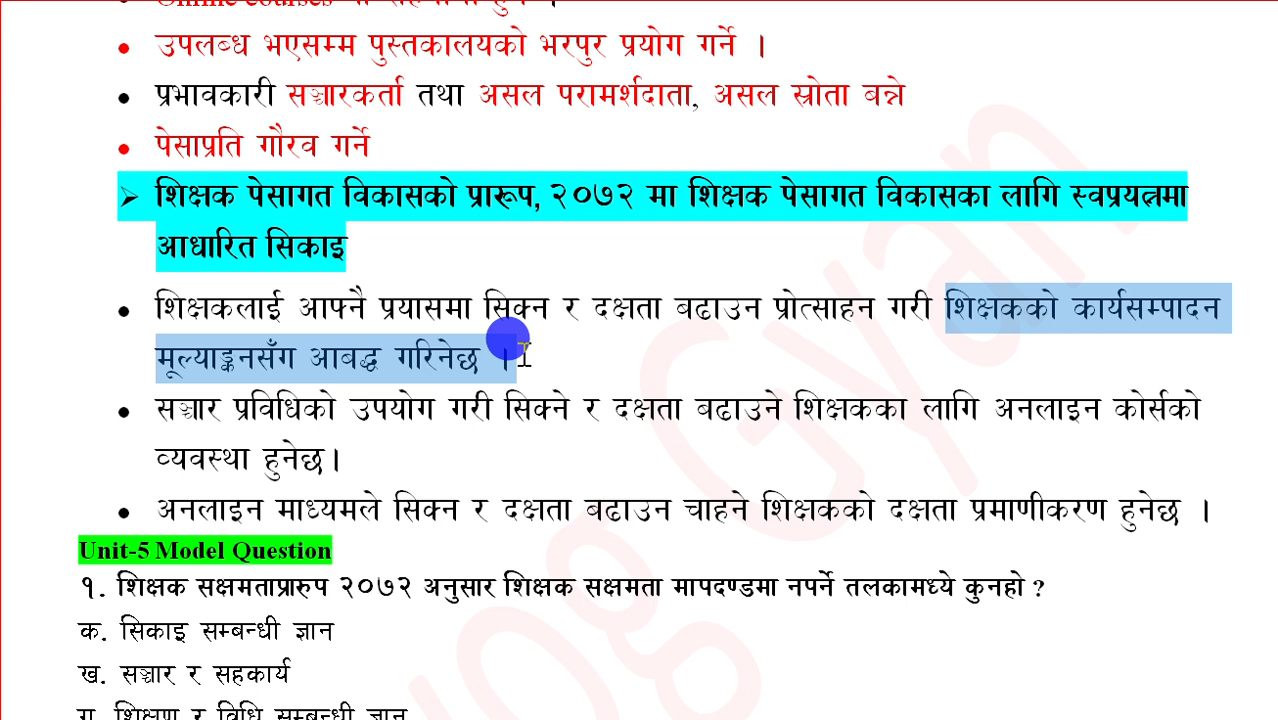 उपलब्ध भएसम्म पुस्तकालयको भरपुर प्रयोग गर्ने ।
प्रभावकारी सञ्चारकर्ता तथा असल परामर्शदाता, असल स्रोता बन्ने
पेसाप्रति गौरव गर्ने
शिक्षक पेसागत विकासको प्रारूप, २०७२ मा शिक्षक पेसागत विकासका लागि स्वप्रयत्नमा
आधारित सिकाइ
शिक्षकलाई आफ्नै प्रयासमा सिक्न र दक्षता बढाउन प्रोत्साहन गरी शिक्षकको कार्यसम्पादन
मूल्याङ्कनसँग आबद्ध गरिनेछ ।
सञ्चार प्रविधिको उपयोग गरी सिक्ने र दक्षता बढाउने शिक्षकका लागि अनलाइन कोर्सको
व्यवस्था हुनेछ।
अनलाइन माध्यमले सिक्न र दक्षता बढाउन चाहने शिक्षकको दक्षता प्रमाणीकरण हुनेछ ।
Unit-5 Model Question
१. शिक्षक सक्षमताप्रारुप २०७२ अनुसार शिक्षक सक्षमता मापदण्डमा नपर्ने तलकामध्ये कुनहो ?
क. सिकाइ सम्बन्धी ज्ञान
ख. सञ्चार र सहकार्य
ग. शिक्षण र विधि सम्बन्धी ज्ञान